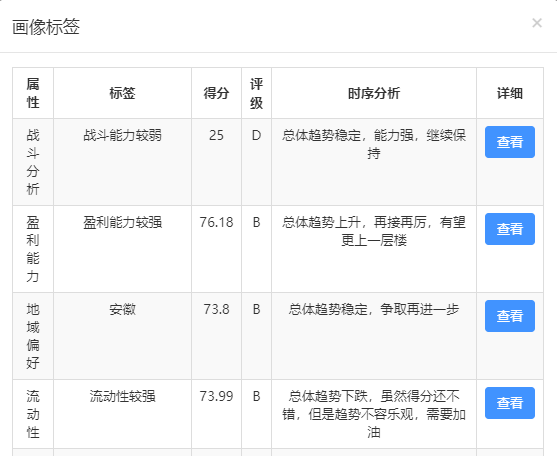 画像标签
×
属性 标签 得分 评级 时序分析 详细
战斗分析 战斗能力较弱 25 D 总体趋势稳定，能力强，继续保持 查看
盈利能力 盈利能力较强 76.18 B 总体趋势上升，再接再厉，有望更上一层楼 查看
地域偏好 安徽 73.8 B 总体趋势稳定，争取再进一步 查看
流动性 流动性较强 73.99 B 总体趋势下跌，虽然得分还不错，但是趋势不容乐观，需要加油 查看